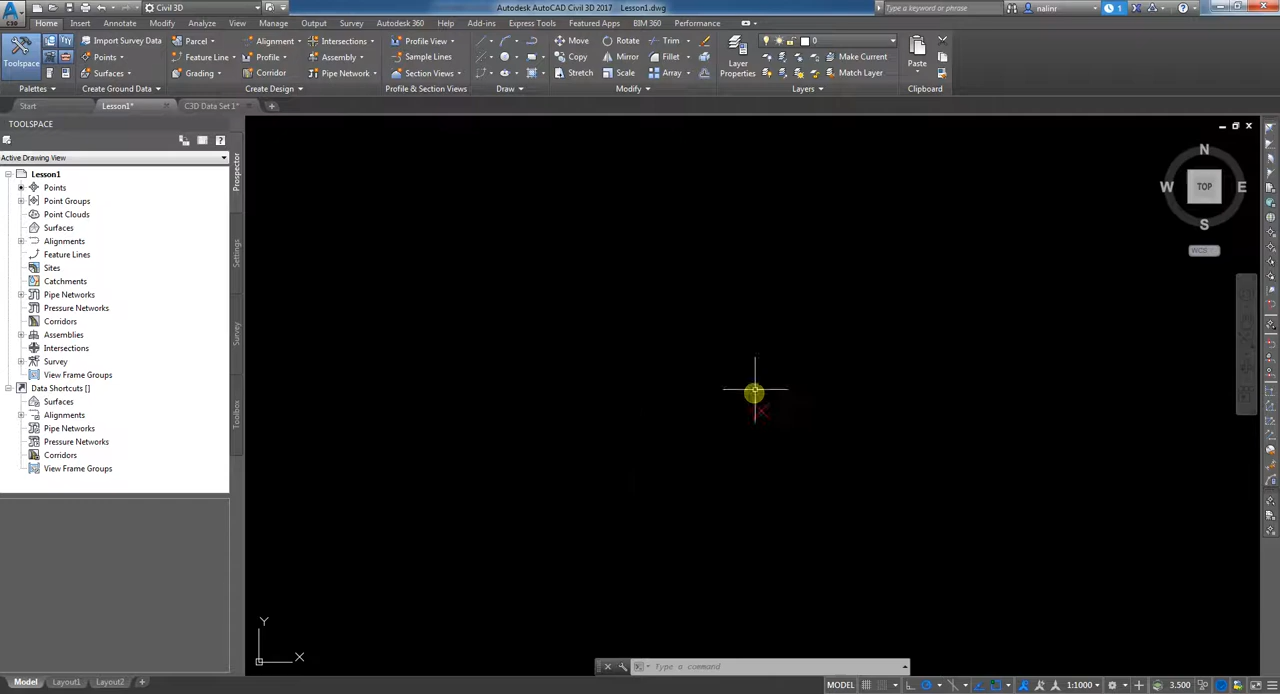 Civil 3D
Autodesk AutoCAD Civil 3D 2017 Lesson1.dwg
Type a keyword or phrase
nalinr
1
C3D
Home Insert Annotate Modify Analyze View Manage Output Survey Autodesk 360 Help Add-ins Express Tools Featured Apps BIM 360 Performance
Import Survey Data Parcel Alignment Intersections Profile View Move Rotate Trim 0
Points Feature Line Profile Assembly Sample Lines Copy Mirror Fillet Make Current
Toolspace Surfaces Grading Corridor Pipe Network Section Views Stretch Scale Array Layer Properties Match Layer Paste
Palettes Create Ground Data Create Design Profile & Section Views Draw Modify Layers Clipboard
Start Lesson1* C3D Data Set 1*
TOOLSPACE
Active Drawing View
Lesson1
Points
Point Groups
Point Clouds
Surfaces
Alignments
Feature Lines
Sites
Catchments
Pipe Networks
Pressure Networks
Corridors
Assemblies
Intersections
Survey
View Frame Groups
Data Shortcuts []
Surfaces
Alignments
Pipe Networks
Pressure Networks
Corridors
View Frame Groups
Prospector
Settings
Survey
Toolbox
N
W TOP E
S
WCS
Y
X
Type a command
Model Layout1 Layout2
MODEL 1:1000 3.500